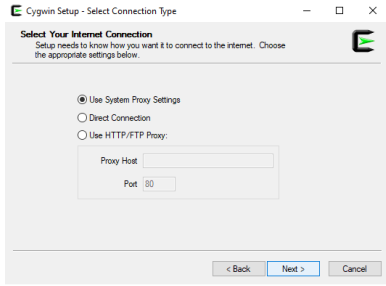 Cygwin Setup - Select Connection Type
Select Your Internet Connection
Setup needs to know how you want it to connect to the internet. Choose
the appropriate settings below.
Use System Proxy Settings
Direct Connection
Use HTTP/FTP Proxy:
Proxy Host
Port 80
< Back Next > Cancel